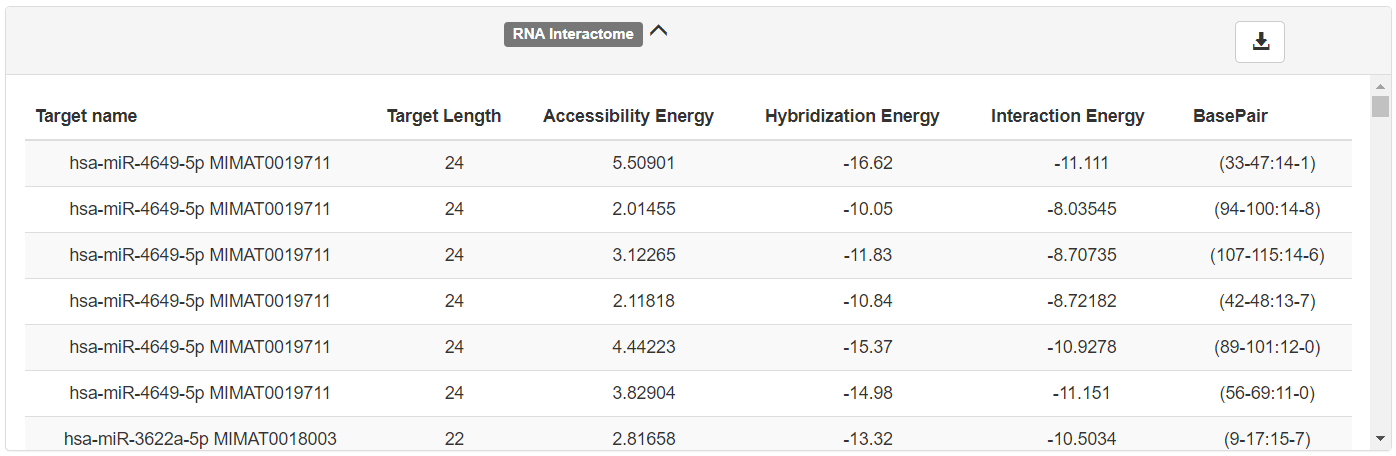 RNA Interactome
Target name Target Length Accessibility Energy Hybridization Energy Interaction Energy BasePair
hsa-miR-4649-5p MIMAT0019711 24 5.50901 -16.62 -11.111 (33-47:14-1)
hsa-miR-4649-5p MIMAT0019711 24 2.01455 -10.05 -8.03545 (94-100:14-8)
hsa-miR-4649-5p MIMAT0019711 24 3.12265 -11.83 -8.70735 (107-115:14-6)
hsa-miR-4649-5p MIMAT0019711 24 2.11818 -10.84 -8.72182 (42-48:13-7)
hsa-miR-4649-5p MIMAT0019711 24 4.44223 -15.37 -10.9278 (89-101:12-0)
hsa-miR-4649-5p MIMAT0019711 24 3.82904 -14.98 -11.151 (56-69:11-0)
hsa-miR-3622a-5p MIMAT0018003 22 2.81658 -13.32 -10.5034 (9-17:15-7)